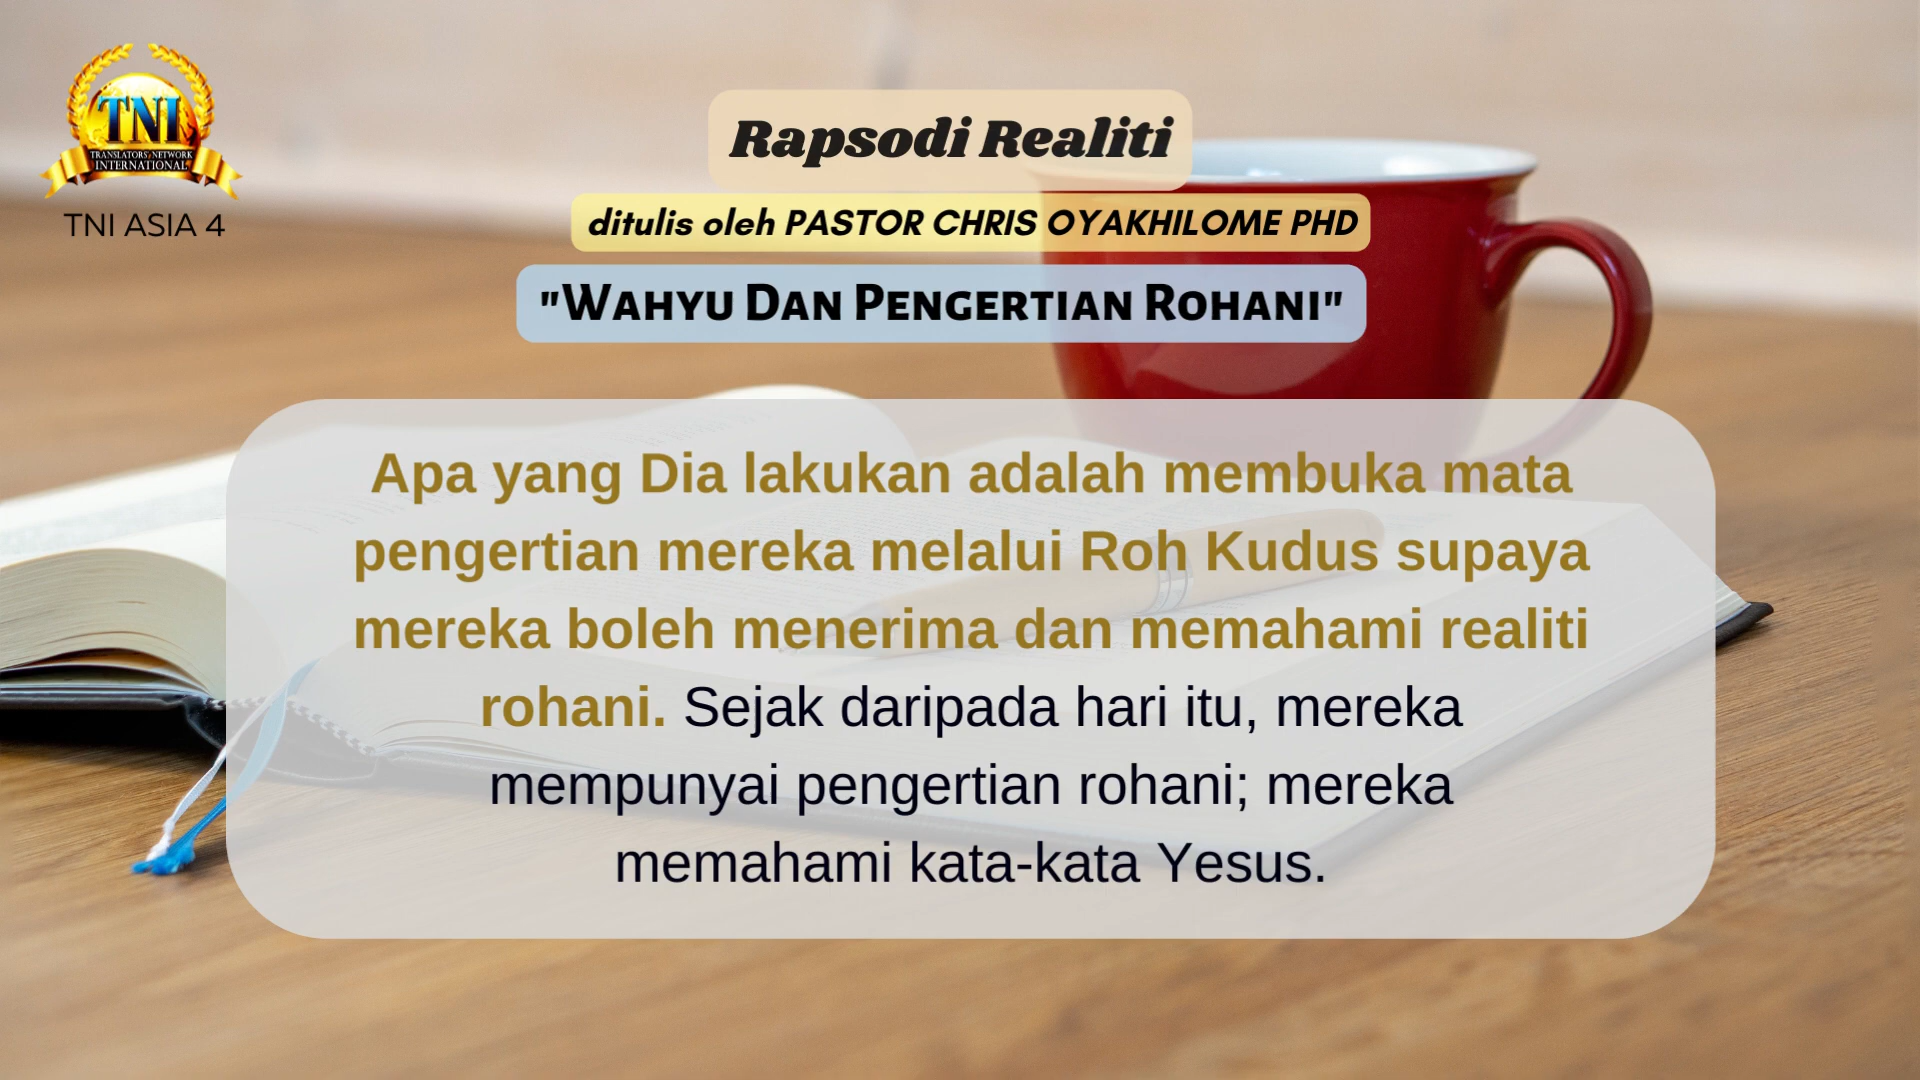 TNI
TRANSLATORS NETWORK
INTERNATIONAL
TNI ASIA 4
Rapsodi Realiti
ditulis oleh PASTOR CHRIS OYAKHILOME PHD
"Wahyu Dan Pengertian Rohani"
Apa yang Dia lakukan adalah membuka mata
pengertian mereka melalui Roh Kudus supaya
mereka boleh menerima dan memahami realiti
rohani. Sejak daripada hari itu, mereka
mempunyai pengertian rohani; mereka
memahami kata-kata Yesus.